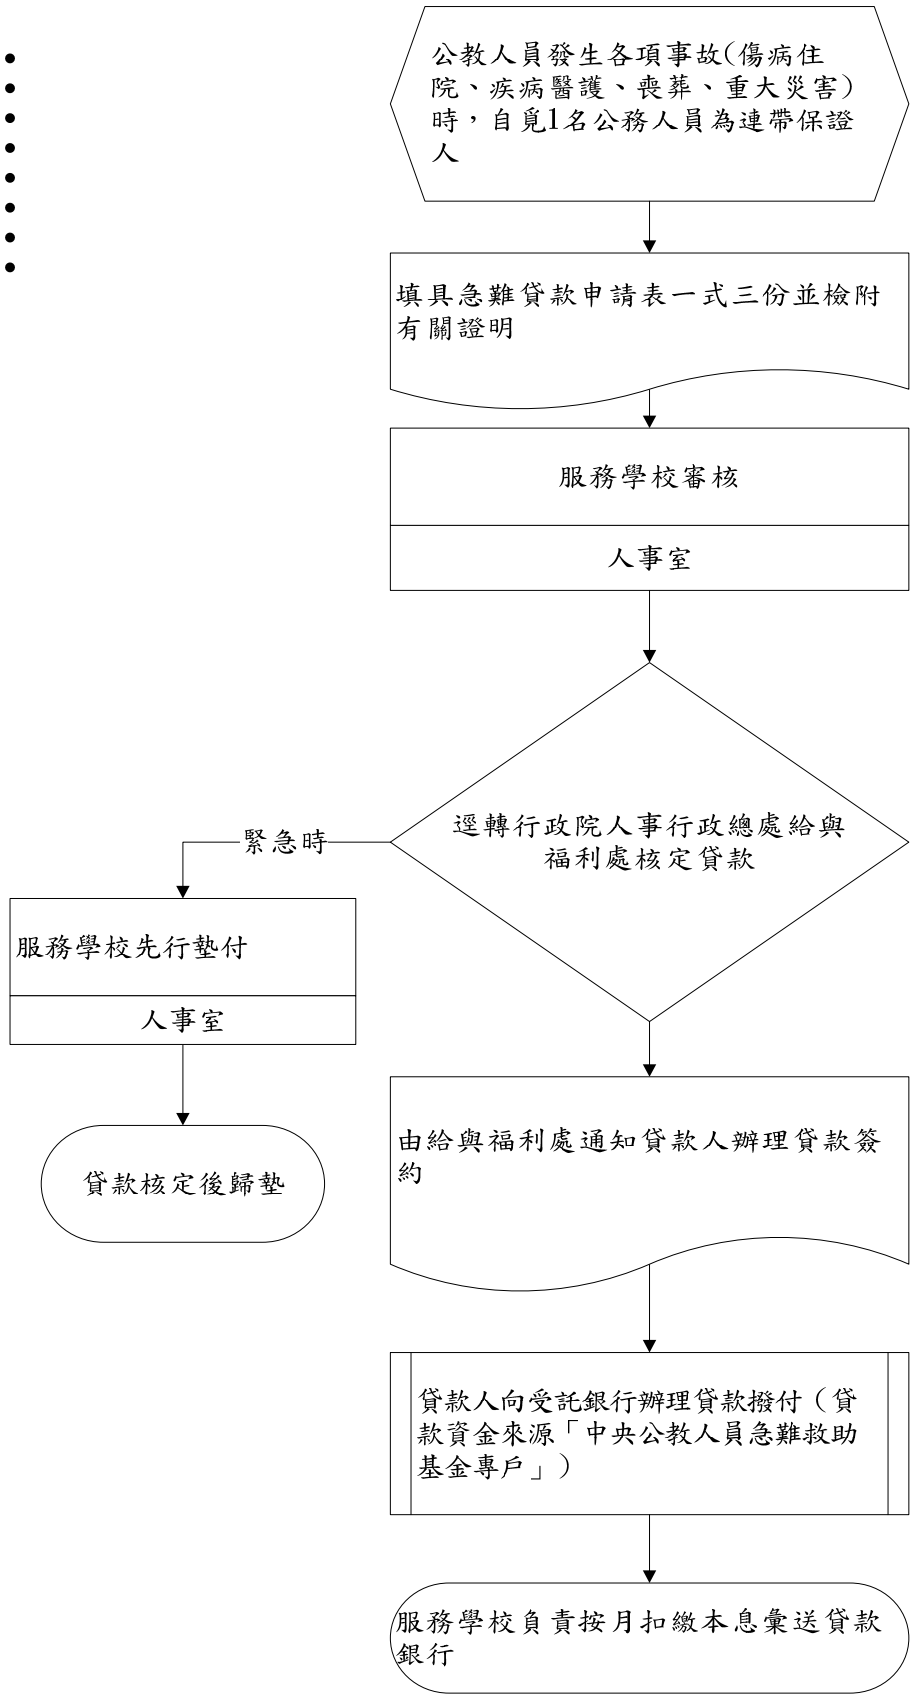 公教人員發生各項事故(傷病住
院、疾病醫護、喪葬、重大災害)
時，自覓1名公務人員為連帶保證
人
填具急難貸款申請表一式三份並檢附
有關證明
服務學校審核
人事室
逕轉行政院人事行政總處給與
福利處核定貸款
緊急時
服務學校先行墊付
人事室
貸款核定後歸墊
由給與福利處通知貸款人辦理貸款簽
約
貸款人向受託銀行辦理貸款撥付（貸
款資金來源「中央公教人員急難救助
基金專戶」）
服務學校負責按月扣繳本息彙送貸款
銀行